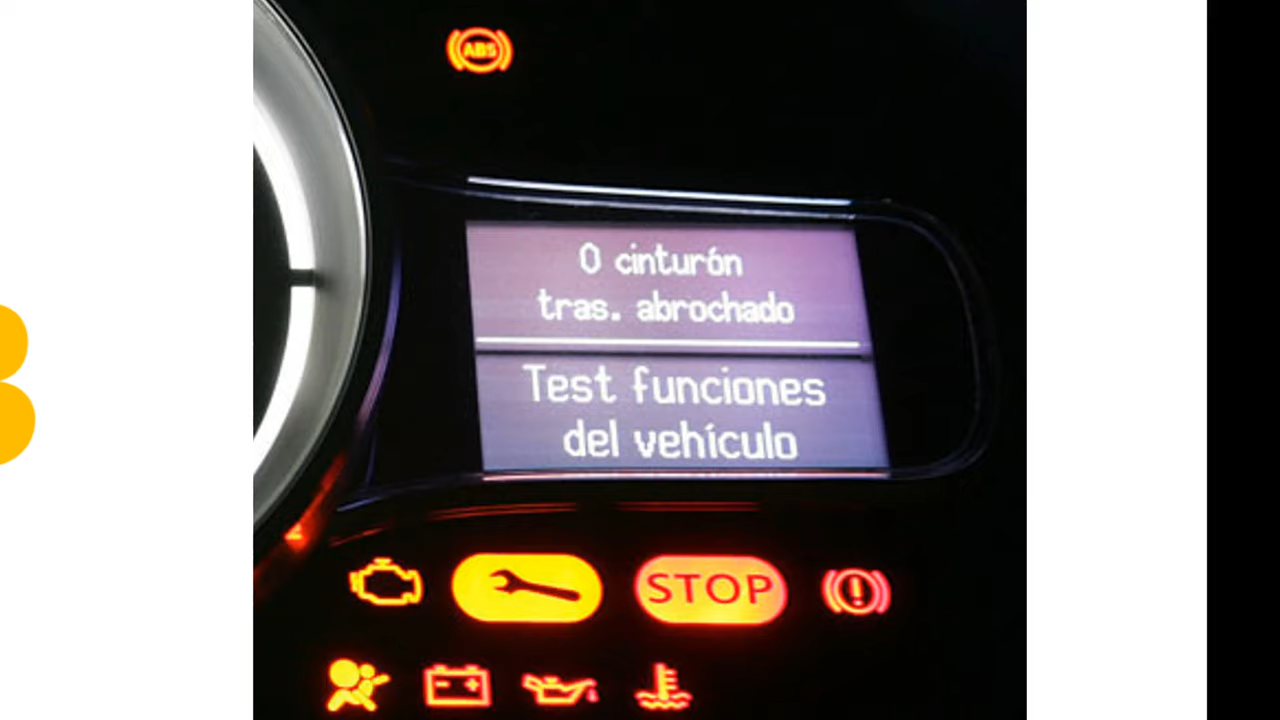 ABS
0 cinturón
tras. abrochado
Test funciones
del vehículo
STOP